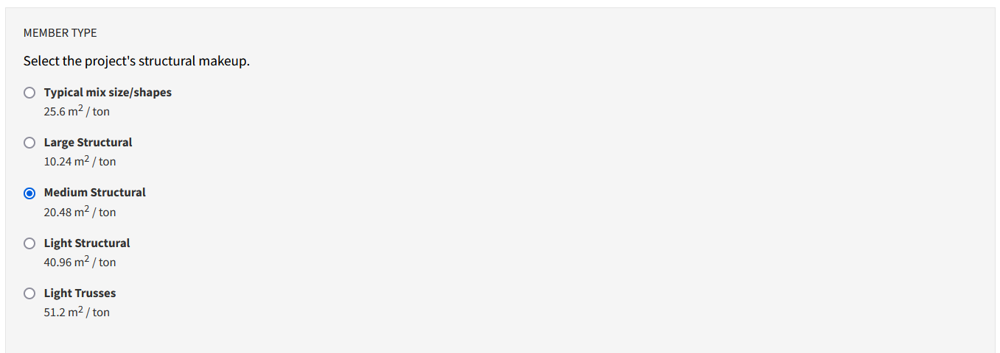 MEMBER TYPE
Select the project's structural makeup.
Typical mix size/shapes
25.6 m² / ton
Large Structural
10.24 m² / ton
Medium Structural
20.48 m² / ton
Light Structural
40.96 m² / ton
Light Trusses
51.2 m² / ton